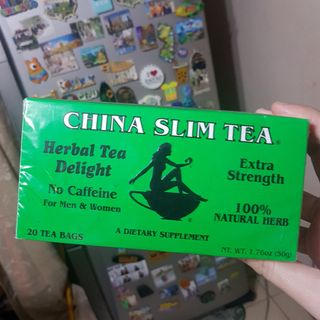 CHINA SLIM TEA
Herbal Tea
Delight
No Caffeine
For Men & Women
Extra
Strength
100%
NATURAL HERB
20 TEA BAGS
A DIETARY SUPPLEMENT
NT. WT. 1.76oz (50g)